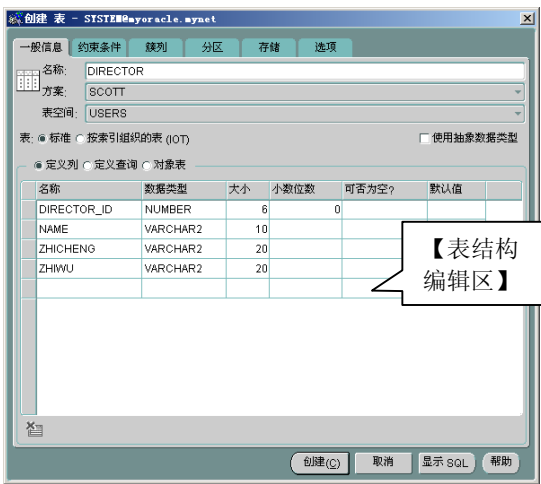 创建 表 - SYSTEM@myoracle.mynet
一般信息 约束条件 簇列 分区 存储 选项
名称: DIRECTOR
方案: SCOTT
表空间: USERS
表: 标准 按索引组织的表 (IOT) 使用抽象数据类型
定义列 定义查询 对象表
名称 数据类型 大小 小数位数 可否为空? 默认值
DIRECTOR_ID NUMBER 6 0
NAME VARCHAR2 10
ZHICHENG VARCHAR2 20
ZHIWU VARCHAR2 20
【表结构
编辑区】
创建(C) 取消 显示 SQL 帮助